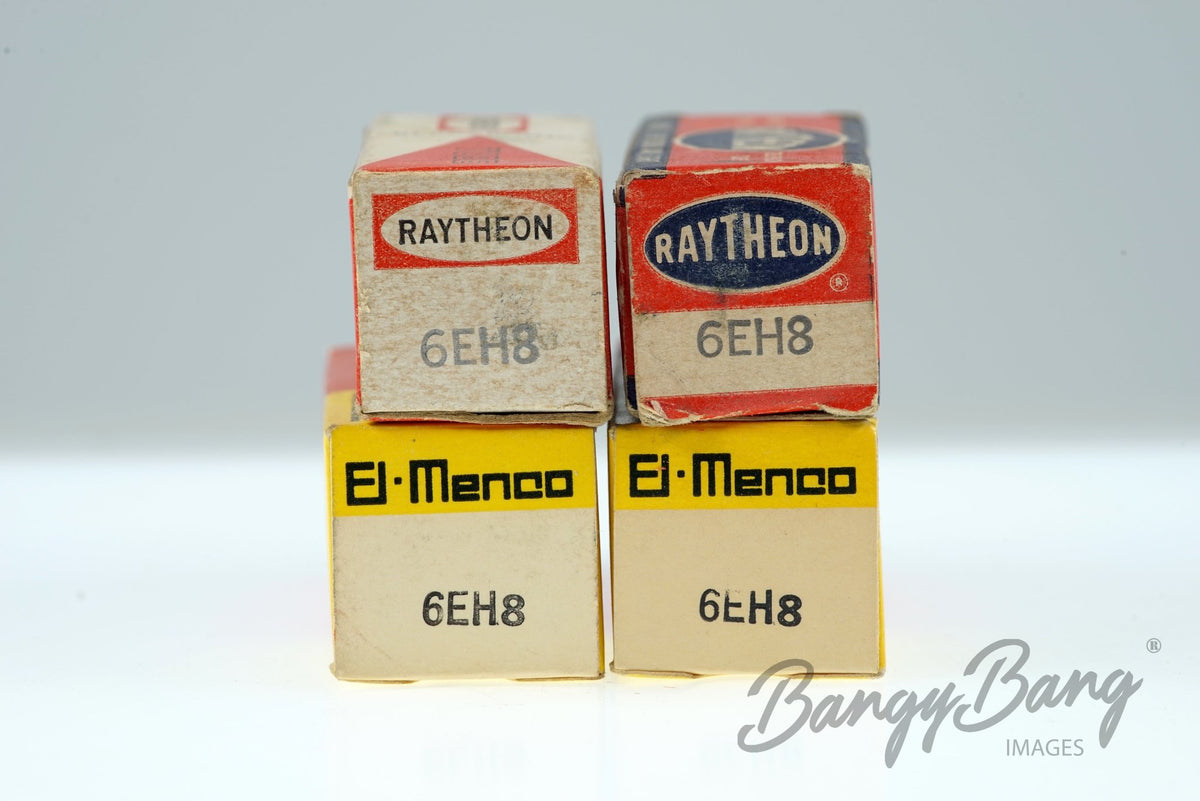 RAYTHEON
6EH8
RAYTHEON
®
6EH8
El-Menco
6EH8
El-Menco
6EH8
BangyBang ®
IMAGES